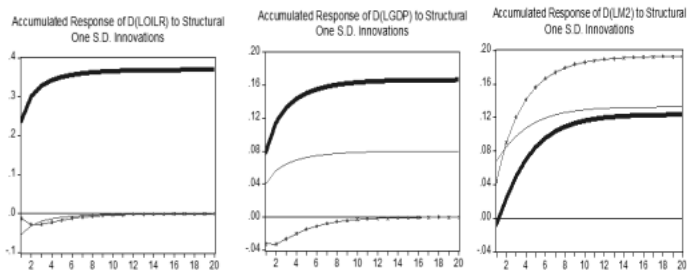 Accumulated Response of D(LOILR) to Structural
One S.D. Innovations
.4
.3
.2
.1
.0
-.1
2 4 6 8 10 12 14 16 18 20
Accumulated Response of D(LGDP) to Structural
One S.D. Innovations
.20
.16
.12
.08
.04
.00
-.04
2 4 6 8 10 12 14 16 18 20
Accumulated Response of D(LM2) to Structural
One S.D. Innovations
.20
.16
.12
.08
.04
.00
-.04
2 4 6 8 10 12 14 16 18 20